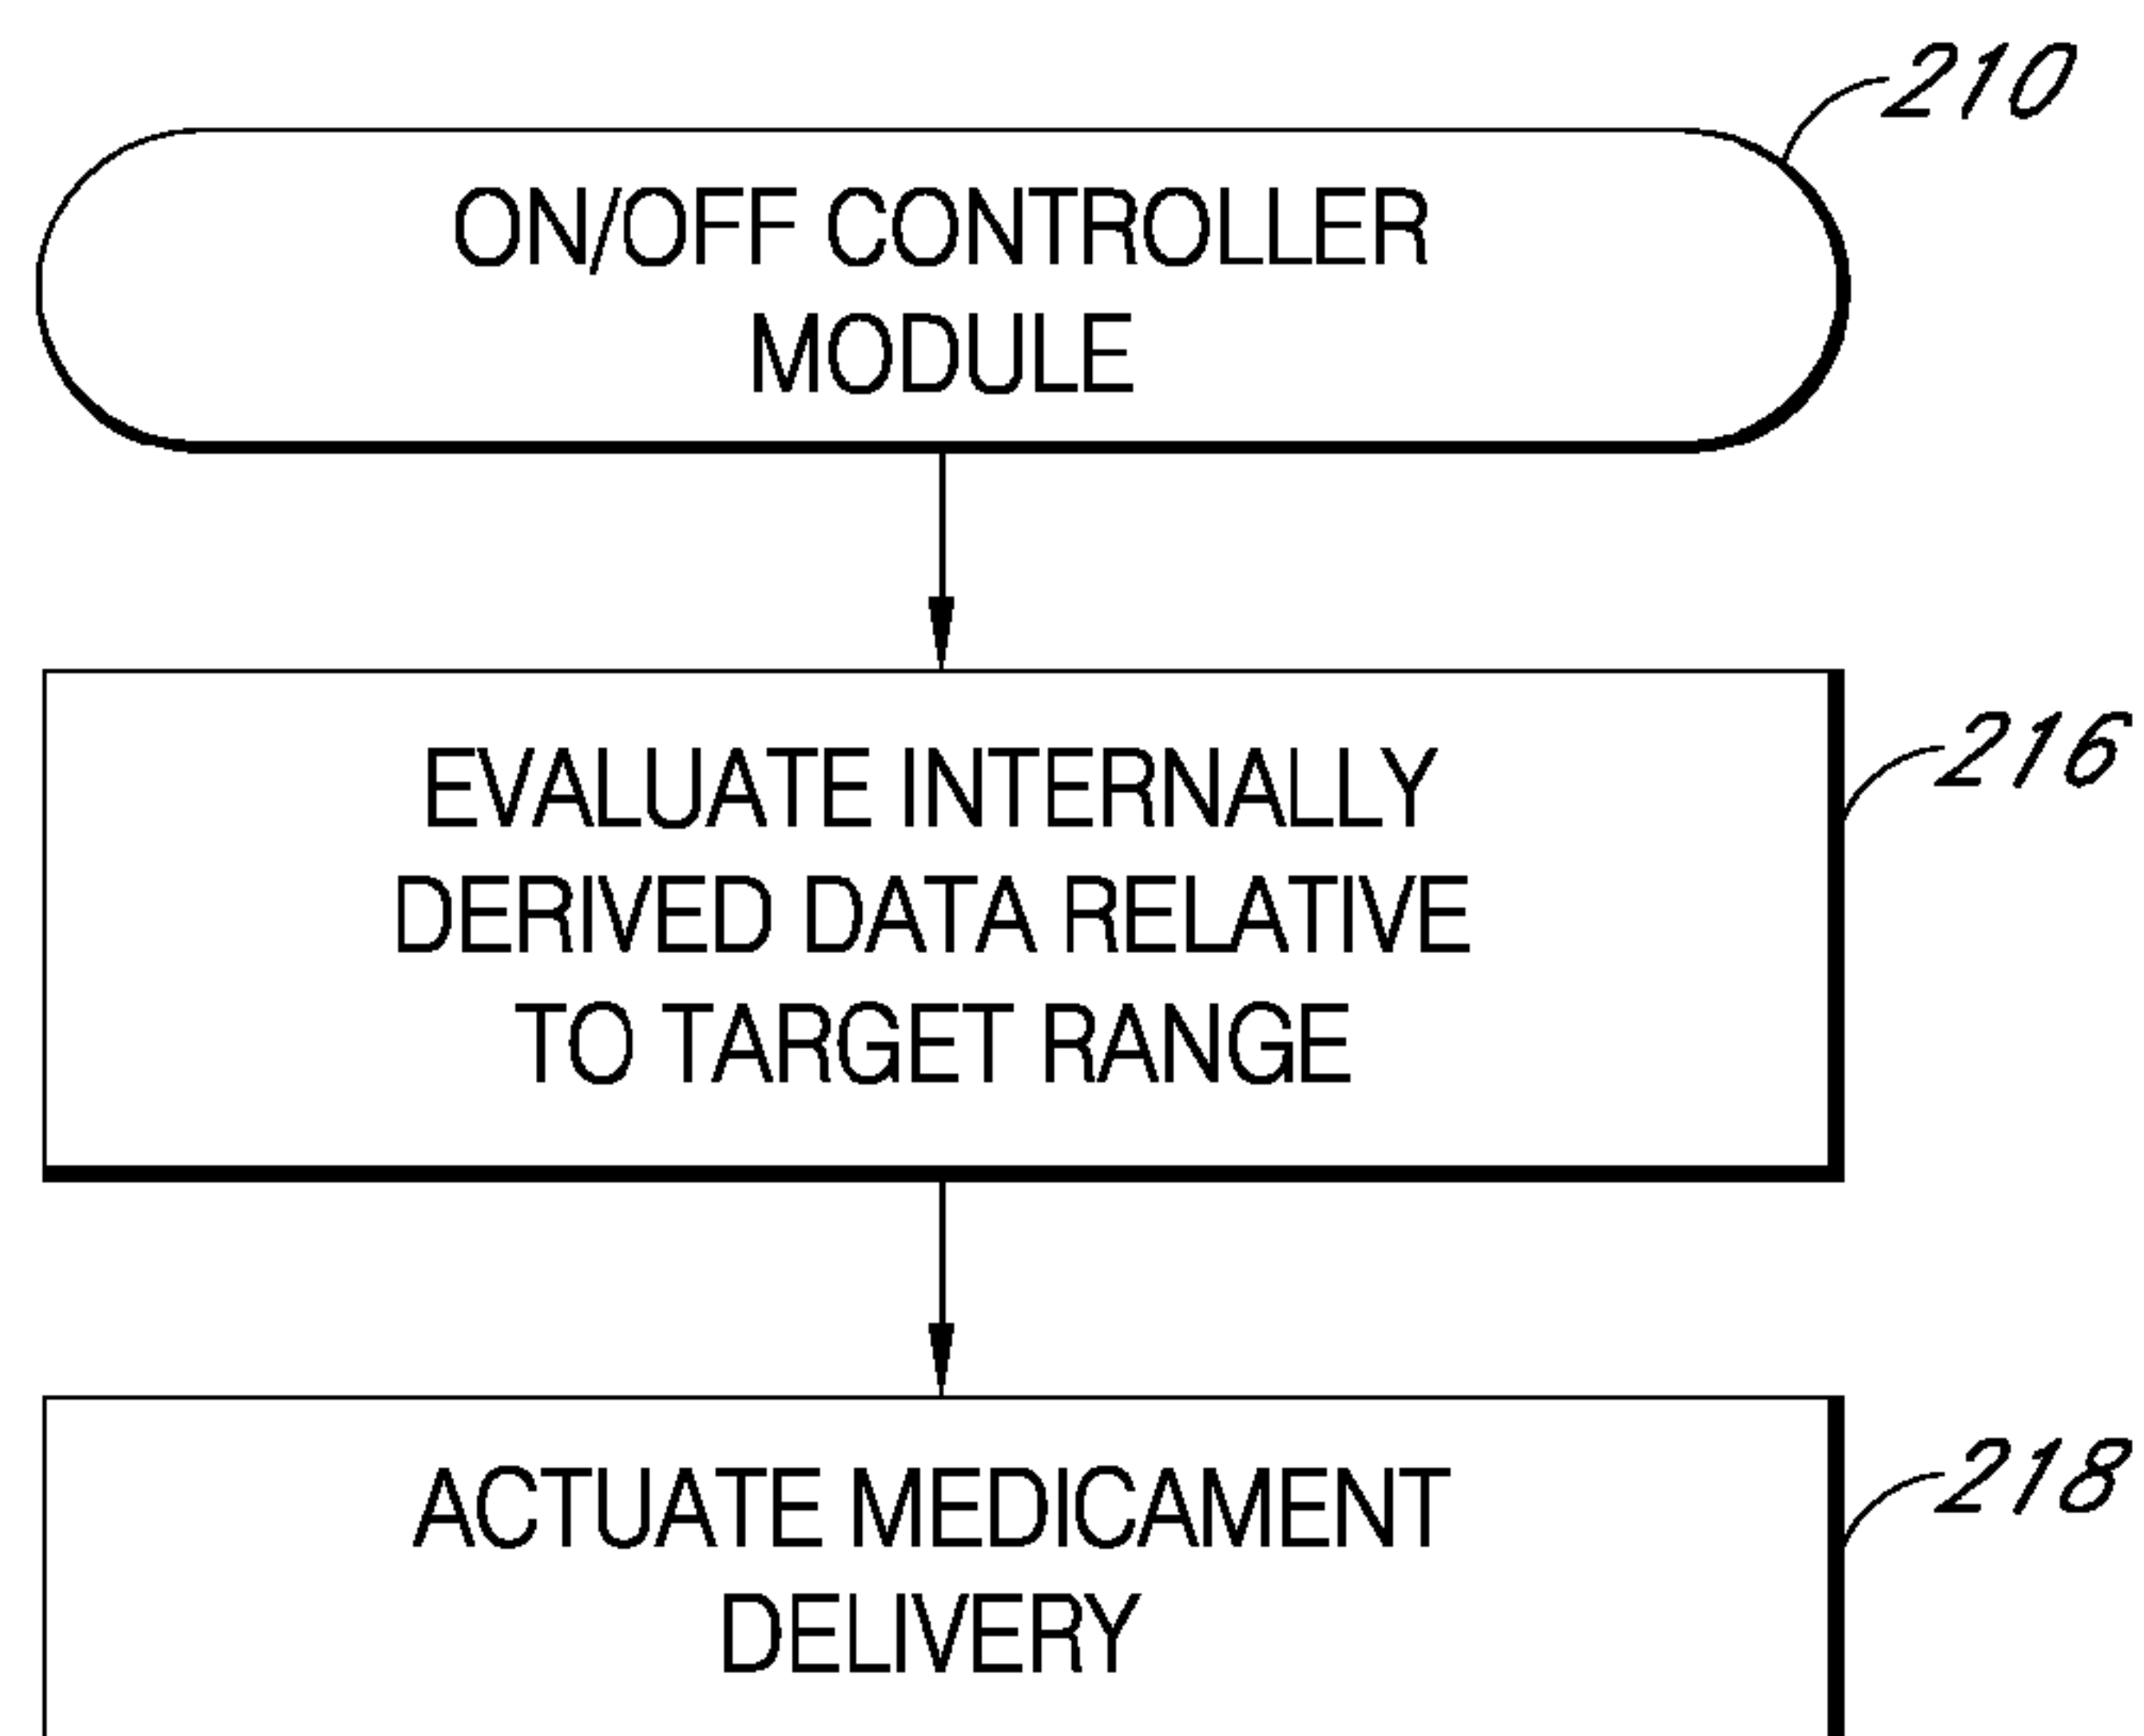 210
ON/OFF CONTROLLER
MODULE
216
EVALUATE INTERNALLY
DERIVED DATA RELATIVE
TO TARGET RANGE
218
ACTUATE MEDICAMENT
DELIVERY